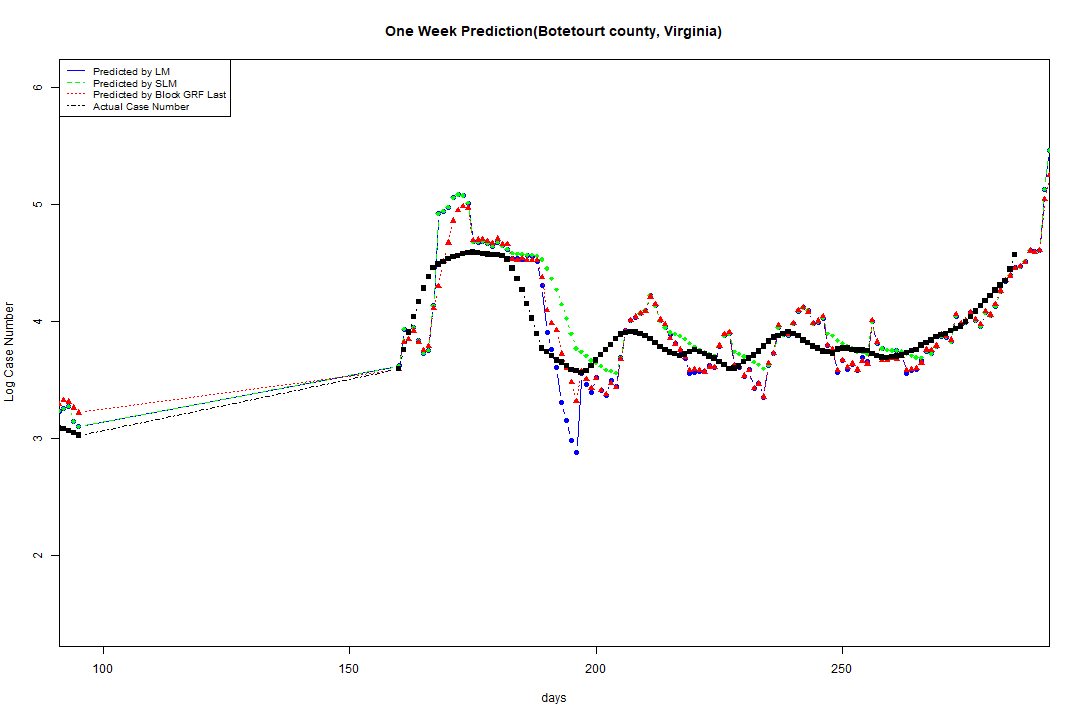 One Week Prediction(Botetourt county, Virginia)
Predicted by LM
Predicted by SLM
Predicted by Block GRF Last
Actual Case Number
6
5
4
3
2
Log Case Number
100 150 200 250
days